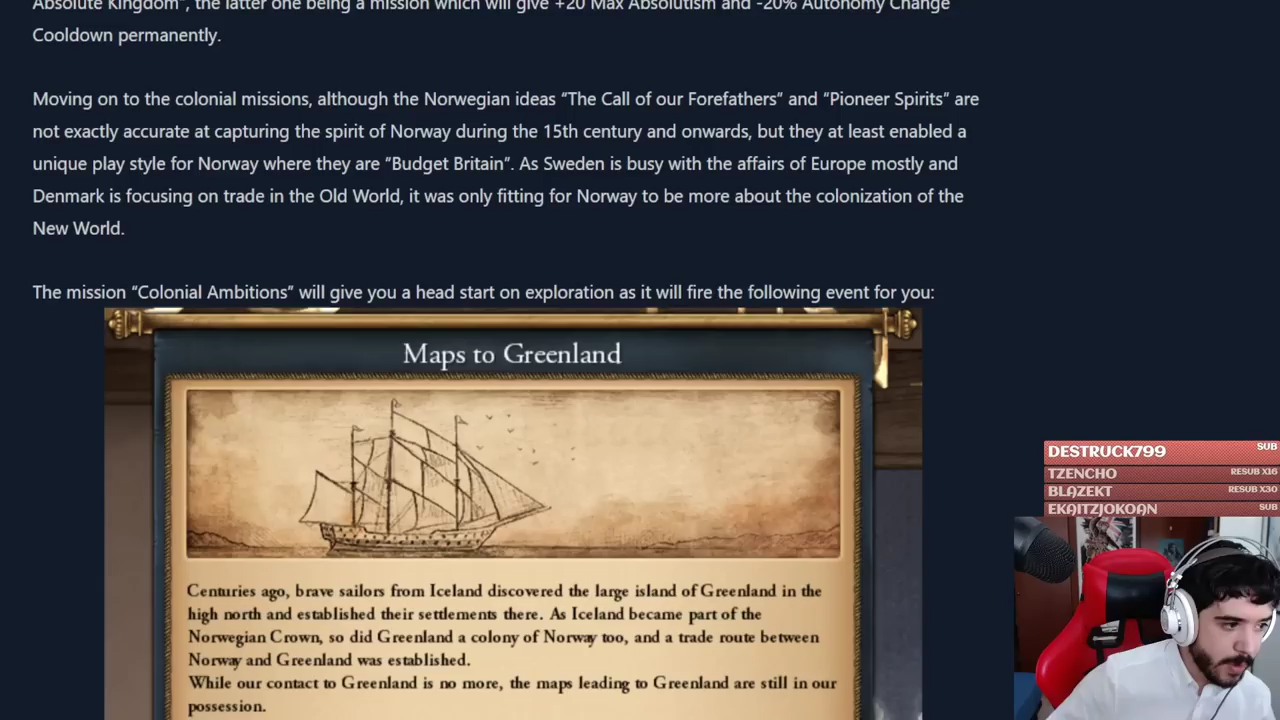 Absolute Kingdom", the latter one being a mission which will give +20 Max Absolutism and -20% Autonomy Change
Cooldown permanently.
Moving on to the colonial missions, although the Norwegian ideas “The Call of our Forefathers” and “Pioneer Spirits” are
not exactly accurate at capturing the spirit of Norway during the 15th century and onwards, but they at least enabled a
unique play style for Norway where they are “Budget Britain”. As Sweden is busy with the affairs of Europe mostly and
Denmark is focusing on trade in the Old World, it was only fitting for Norway to be more about the colonization of the
New World.
The mission “Colonial Ambitions” will give you a head start on exploration as it will fire the following event for you:
Maps to Greenland
Centuries ago, brave sailors from Iceland discovered the large island of Greenland in the
high north and established their settlements there. As Iceland became part of the
Norwegian Crown, so did Greenland a colony of Norway too, and a trade route between
Norway and Greenland was established.
While our contact to Greenland is no more, the maps leading to Greenland are still in our
possession.
DESTRUCK799 SUB
TZENCHO RESUB X16
BLAZEKT RESUB X30
EKAITZJOKOAN SUB